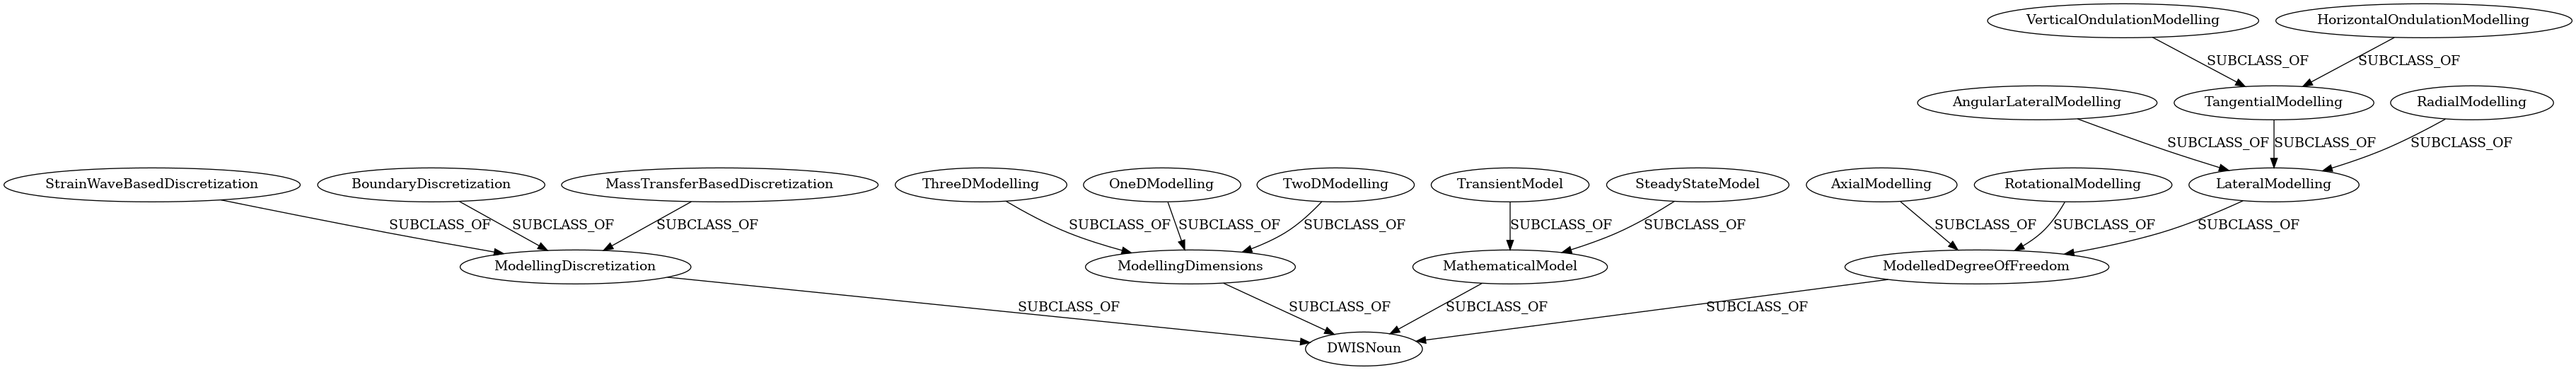 VerticalOndulationModelling
HorizontalOndulationModelling
SUBCLASS_OF
SUBCLASS_OF
AngularLateralModelling
TangentialModelling
RadialModelling
SUBCLASS_OF
SUBCLASS_OF
SUBCLASS_OF
StrainWaveBasedDiscretization
BoundaryDiscretization
MassTransferBasedDiscretization
ThreeDModelling
OneDModelling
TwoDModelling
TransientModel
SteadyStateModel
AxialModelling
RotationalModelling
LateralModelling
SUBCLASS_OF
SUBCLASS_OF
SUBCLASS_OF
SUBCLASS_OF
SUBCLASS_OF
SUBCLASS_OF
SUBCLASS_OF
SUBCLASS_OF
SUBCLASS_OF
SUBCLASS_OF
SUBCLASS_OF
ModellingDiscretization
ModellingDimensions
MathematicalModel
ModelledDegreeOfFreedom
SUBCLASS_OF
SUBCLASS_OF
SUBCLASS_OF
SUBCLASS_OF
DWISNoun